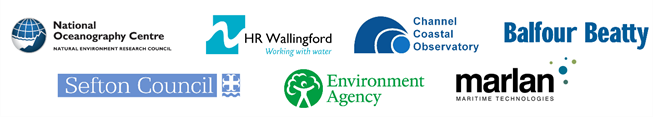 National
Oceanography Centre
NATURAL ENVIRONMENT RESEARCH COUNCIL
HR Wallingford
Working with water
Channel
Coastal
Observatory
Balfour Beatty
Sefton Council
Environment
Agency
marlan
MARITIME TECHNOLOGIES